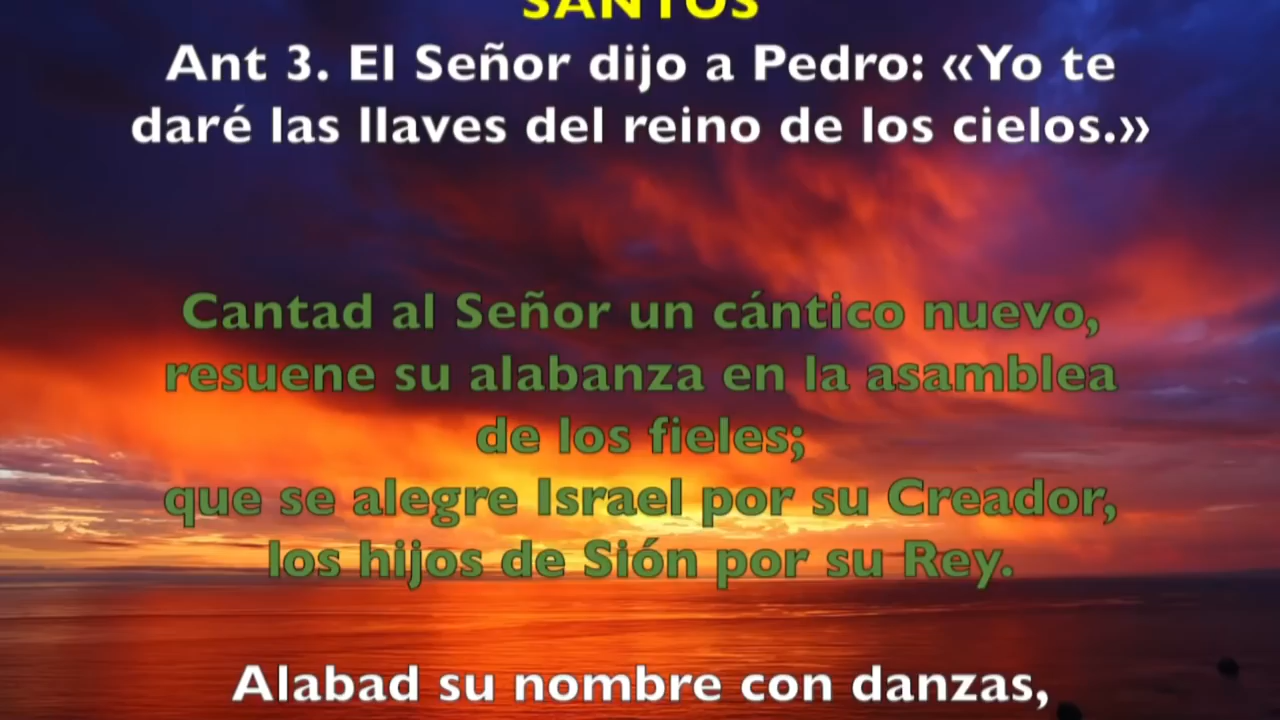 SANTOS
Ant 3. El Señor dijo a Pedro: «Yo te
daré las llaves del reino de los cielos.»
Cantad al Señor un cántico nuevo,
resuene su alabanza en la asamblea
de los fieles;
que se alegre Israel por su Creador,
los hijos de Sión por su Rey.
Alabad su nombre con danzas,